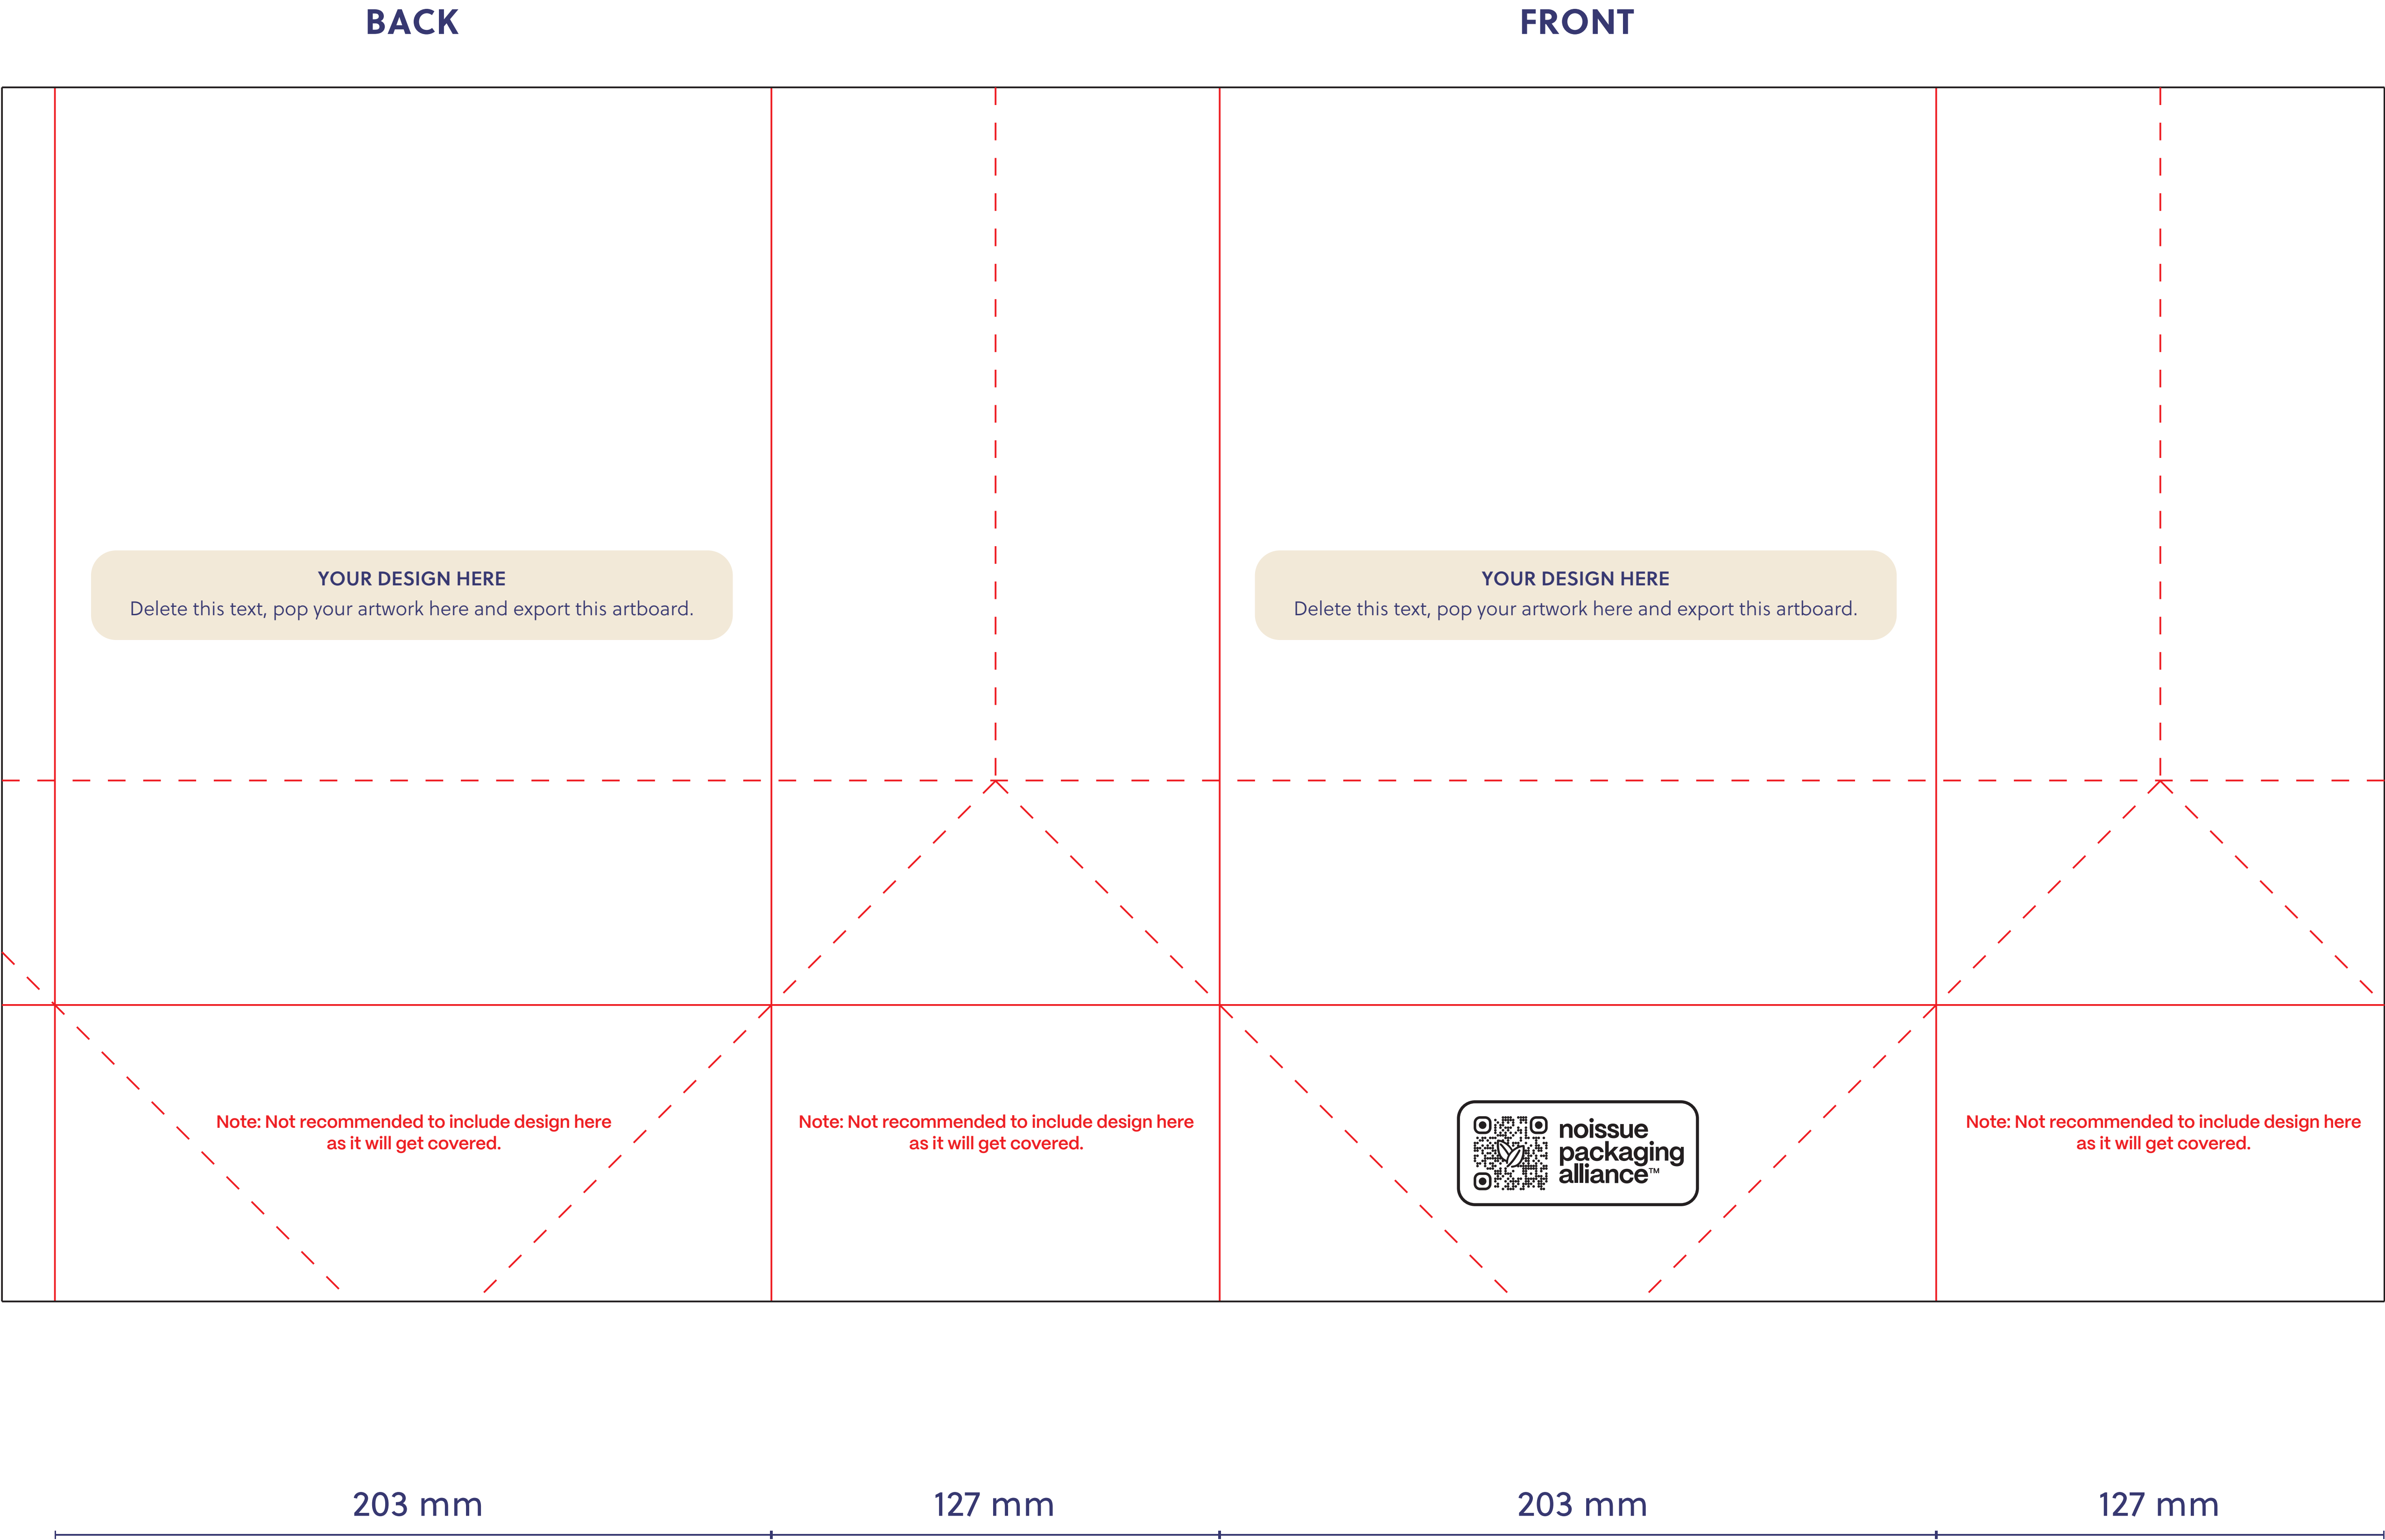 BACK
FRONT
YOUR DESIGN HERE
Delete this text, pop your artwork here and export this artboard.
YOUR DESIGN HERE
Delete this text, pop your artwork here and export this artboard.
Note: Not recommended to include design here
as it will get covered.
Note: Not recommended to include design here
as it will get covered.
noissue
packaging
alliance™
Note: Not recommended to include design here
as it will get covered.
203 mm
127 mm
203 mm
127 mm